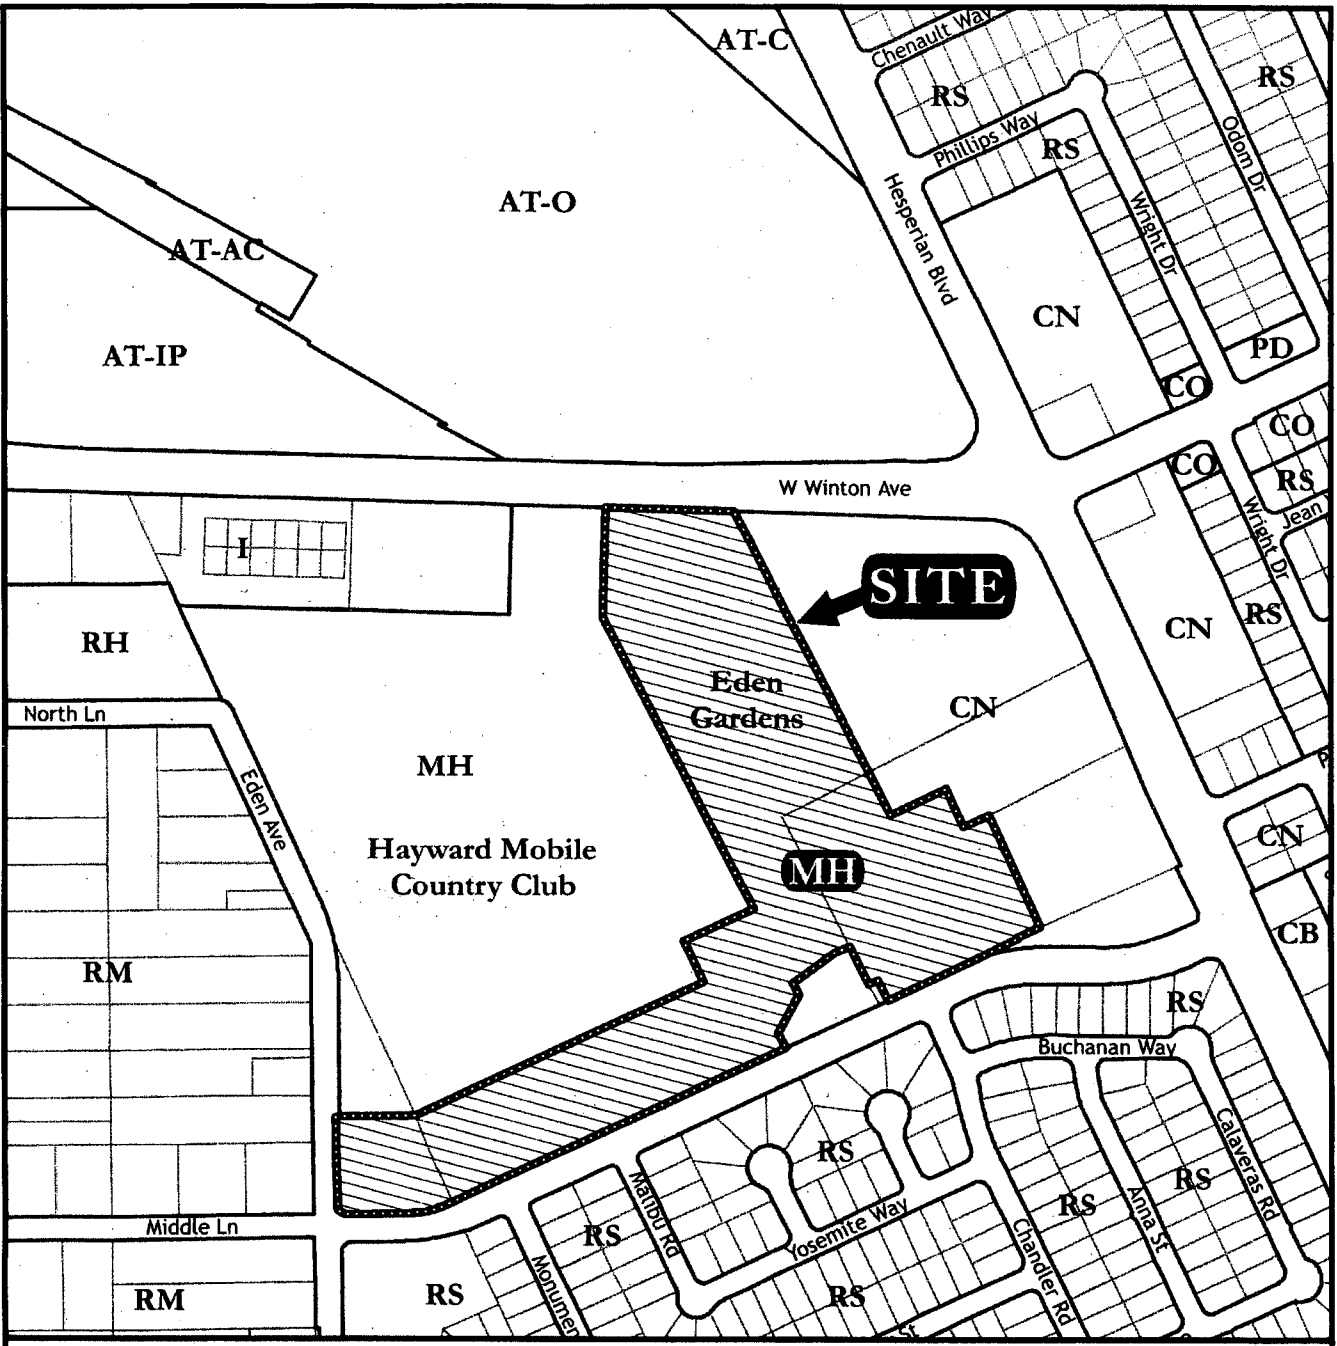 Chenault Way
AT-C
RS
RS
Phillips Way
RS
Odom Dr
AT-O
Hesperian Blvd
Wright Dr
AT-AC
CN
AT-IP
PD
CO
CO
CO
RS
W Winton Ave
Wright Dr
Jean
I
SITE
CN
RS
RH
Eden
Gardens
CN
North Ln
MH
Eden Ave
Hayward Mobile
Country Club
MH
CN
CB
RM
RS
Buchanan Way
RS
Calaveras Rd
RS
RS
Anna St
Malibu Rd
Yosemite Way
Chandler Rd
Middle Ln
RS
Monumen
RM
RS
RS
St